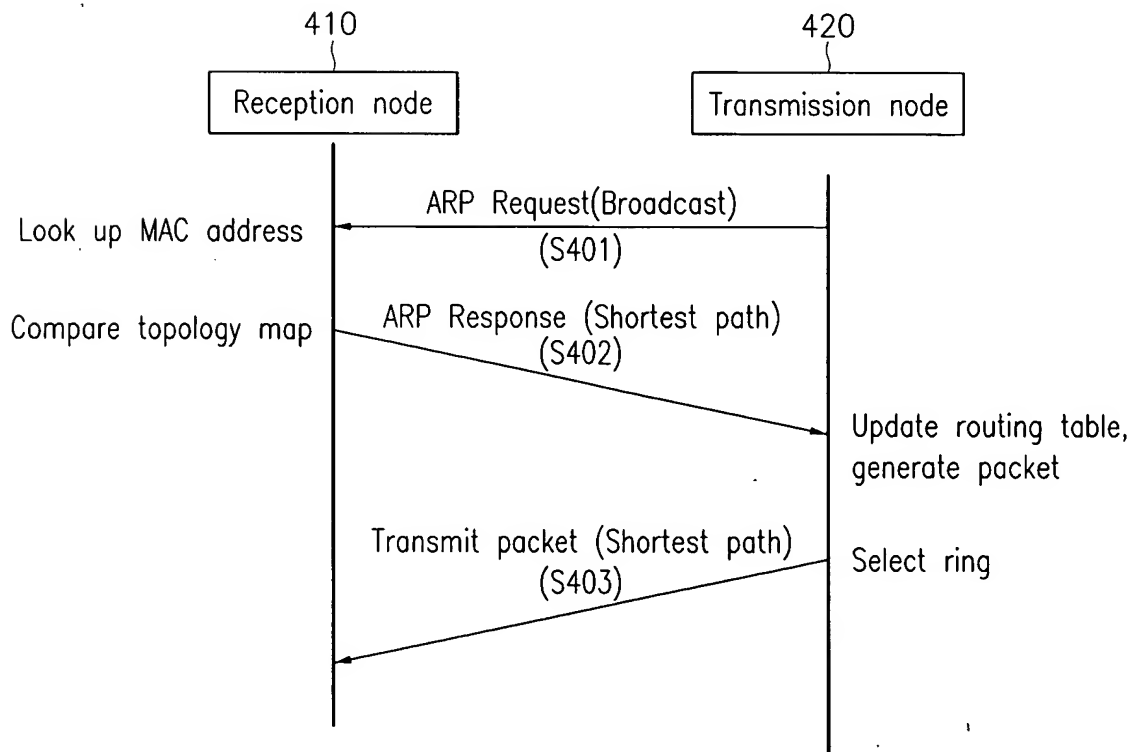 410
420
Reception node
Transmission node
ARP Request(Broadcast)
Look up MAC address
(S401)
ARP Response (Shortest path)
Compare topology map
(S402)
Update routing table,
generate packet
Transmit packet (Shortest path)
Select ring
(S403)